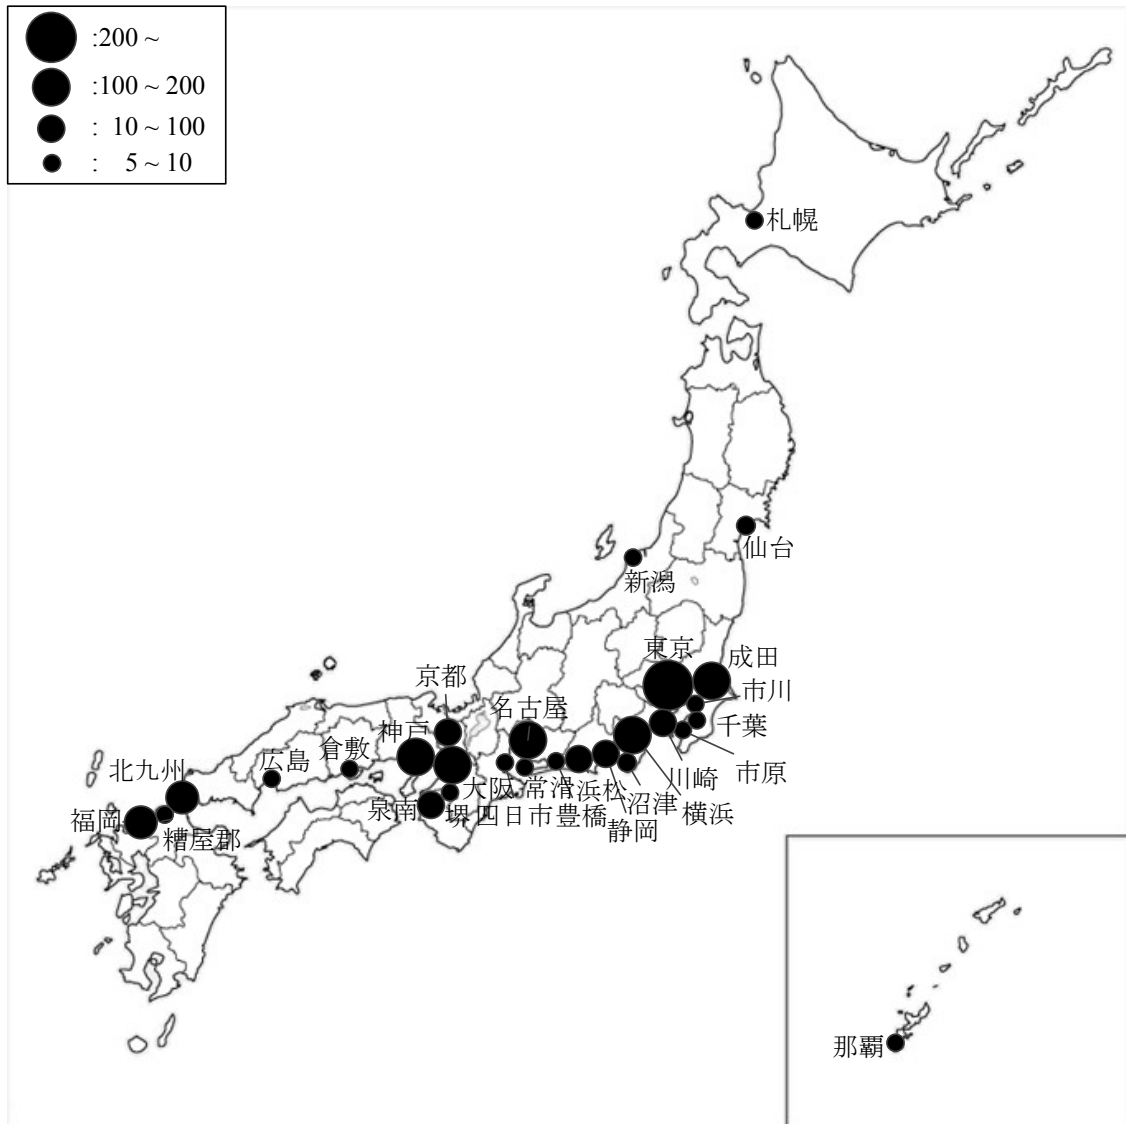 :200 ~
:100 ~ 200
: 10 ~ 100
: 5 ~ 10
札幌
仙台
新潟
東京
成田
京都
市川
名古屋
千葉
神戸
倉敷
広島
市原
北九州
川崎
大阪
常滑
浜松
沼津
泉南
横浜
福岡
堺
四日市
豊橋
静岡
糟屋郡
那覇